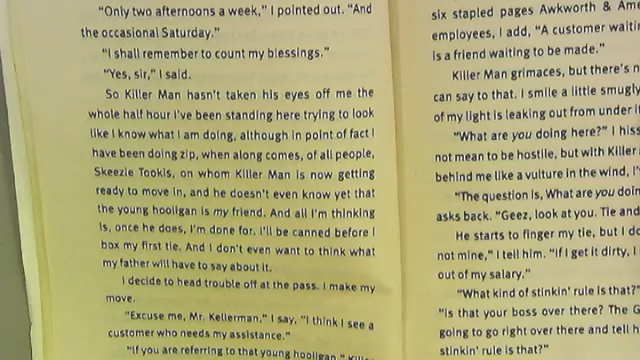 "Only two afternoons a week," I pointed out. "And
the occasional Saturday."
"I shall remember to count my blessings."
"Yes, sir," I said.
So Killer Man hasn't taken his eyes off me the
whole half hour I've been standing here trying to look
like I know what I am doing, although in point of fact I
have been doing zip, when along comes, of all people,
Skeezie Tookis, on whom Killer Man is now getting
ready to move in, and he doesn't even know yet that
the young hooligan is my friend. And all I'm thinking
is, once he does, I'm done for. I'll be canned before I
box my first tie. And I don't even want to think what
my father will have to say about it.
I decide to head trouble off at the pass. I make my
move.
"Excuse me, Mr. Kellerman," I say, "I think I see a
customer who needs my assistance."
"If you are referring to that young hooligan,"
six stapled pages Awkworth &
employees, I add, "A customer
is a friend waiting to be made."
Killer Man grimaces, but there's
can say to that. I smile a little smugly
of my light is leaking out from under
"What are you doing here?" I
not mean to be hostile, but with Killer
behind me like a vulture in the wind,
"The question is, What are you
asks back. "Geez, look at you. Tie and
He starts to finger my tie, but I
not mine," I tell him. "If I get it dirty, I
out of my salary."
"What kind of stinkin' rule is that?"
"Is that your boss over there? The
going to go right over there and tell
stinkin' rule is that?"